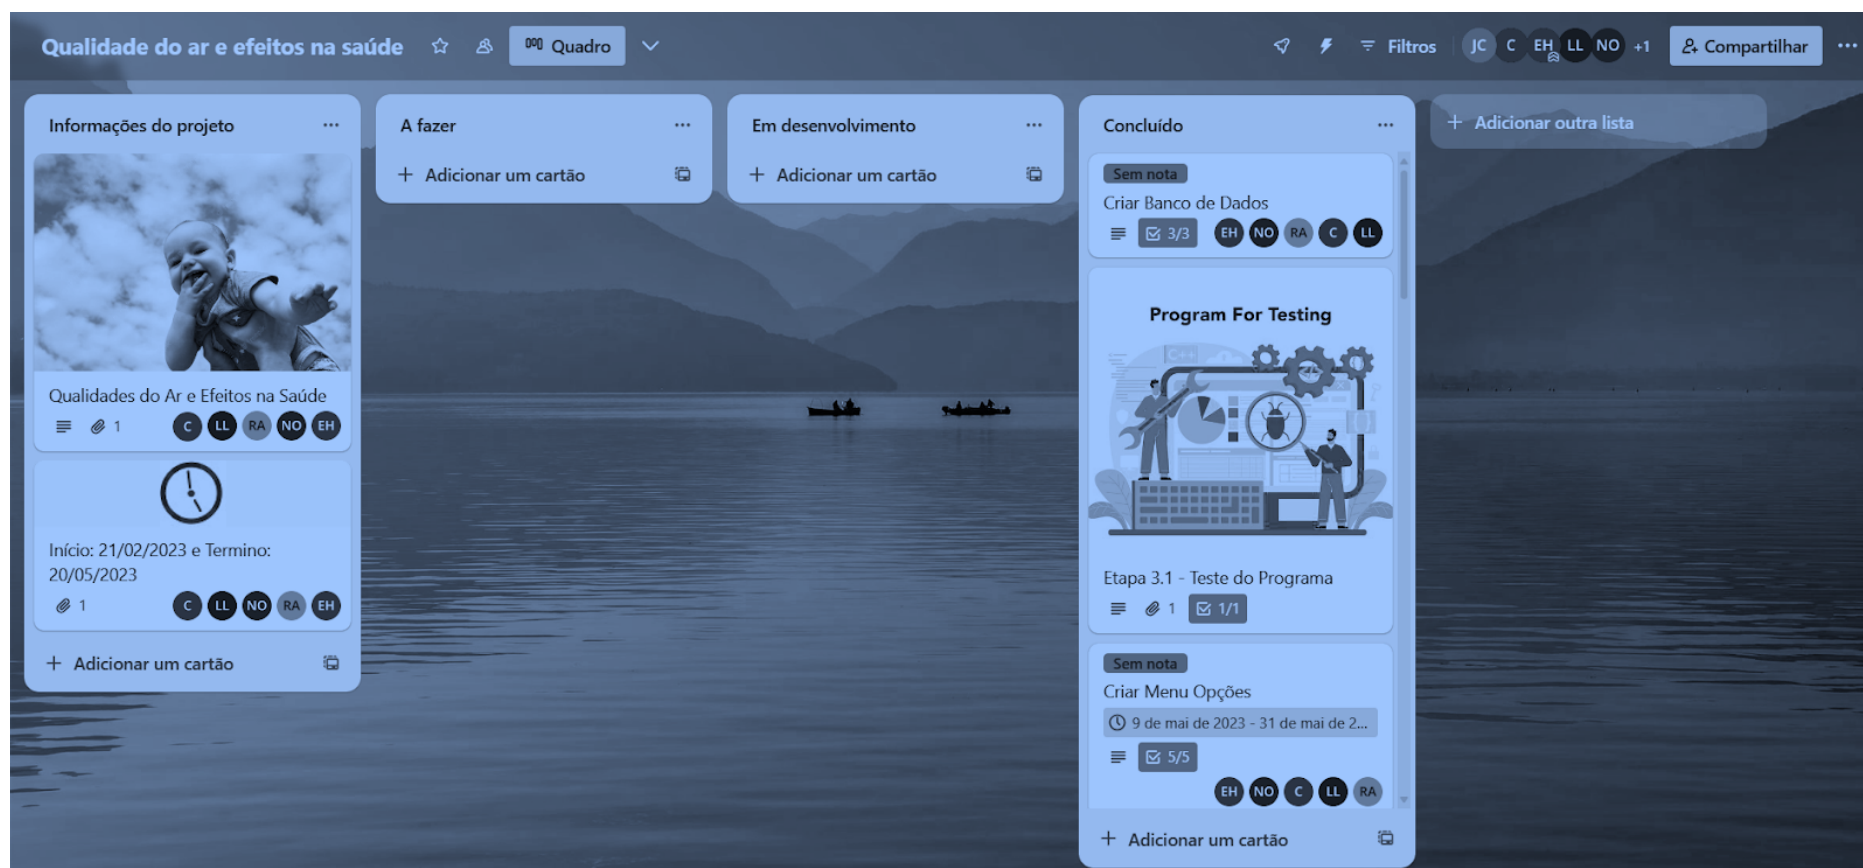 Qualidade do ar e efeitos na saúde
Quadro
Filtros
JC C EH LL NO +1
Compartilhar
Informações do projeto
Qualidades do Ar e Efeitos na Saúde
1
C LL RA NO EH
Início: 21/02/2023 e Termino:
20/05/2023
1
C LL NO RA EH
+ Adicionar um cartão
A fazer
+ Adicionar um cartão
Em desenvolvimento
+ Adicionar um cartão
Concluído
Sem nota
Criar Banco de Dados
3/3
EH NO RA C LL
Program For Testing
C++
Etapa 3.1 - Teste do Programa
1
1/1
Sem nota
Criar Menu Opções
9 de mai de 2023 - 31 de mai de 2...
5/5
EH NO C LL RA
+ Adicionar um cartão
+ Adicionar outra lista